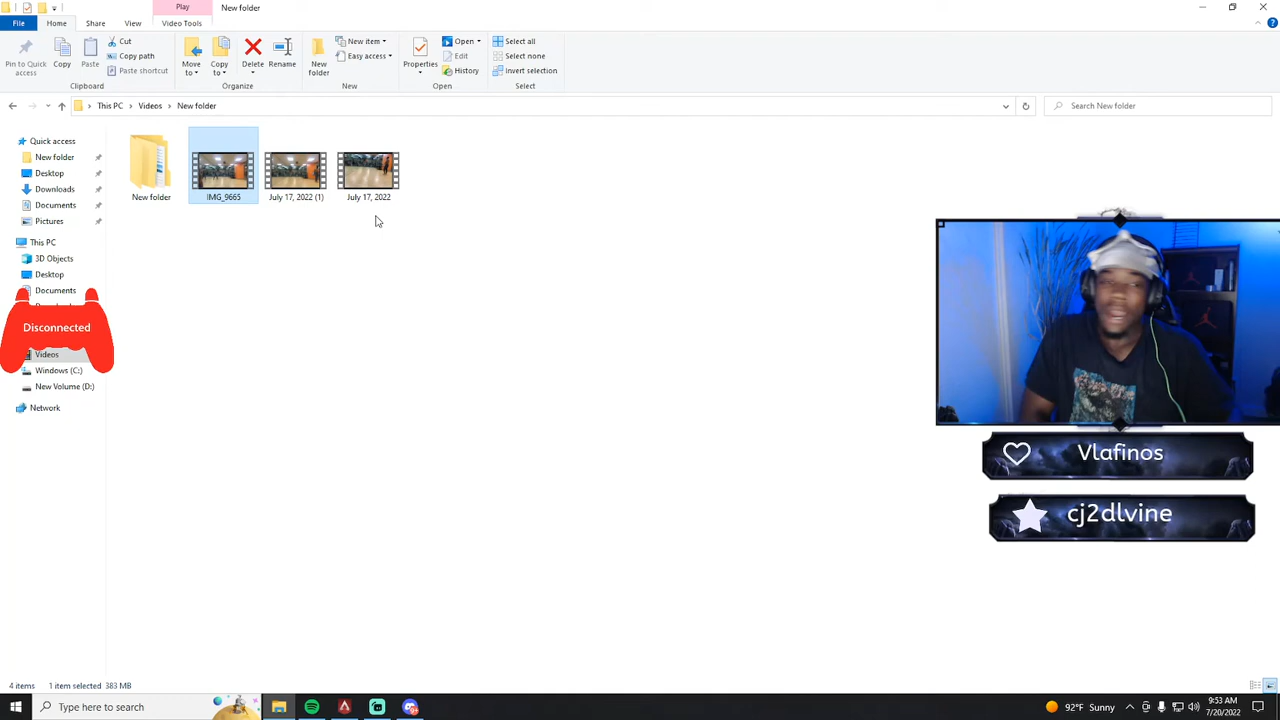 Play
New folder
File
Home
Share
View
Video Tools
Pin to Quick access
Copy
Paste
Cut
Copy path
Paste shortcut
Clipboard
Move to
Copy to
Delete
Rename
Organize
New folder
New item
Easy access
New
Properties
Open
Edit
History
Open
Select all
Select none
Invert selection
Select
This PC > Videos > New folder
Search New folder
Quick access
New folder
Desktop
Downloads
Documents
Pictures
This PC
3D Objects
Desktop
Documents
Disconnected
Videos
Windows (C:)
New Volume (D:)
Network
New folder
IMG_9665
July 17, 2022 (1)
July 17, 2022
Vlafinos
cj2dlvine
4 items
1 item selected 383 MB
Type here to search
92°F Sunny
9:53 AM
7/20/2022